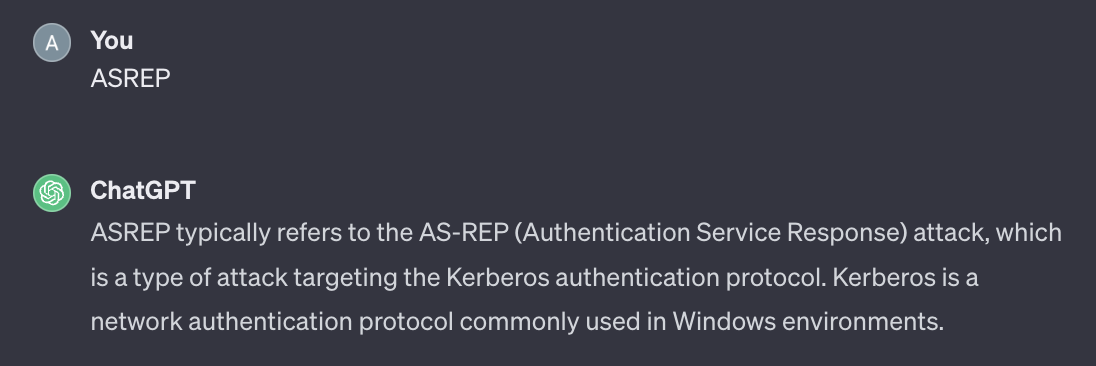 A
You
ASREP
ChatGPT
ASREP typically refers to the AS-REP (Authentication Service Response) attack, which
is a type of attack targeting the Kerberos authentication protocol. Kerberos is a
network authentication protocol commonly used in Windows environments.